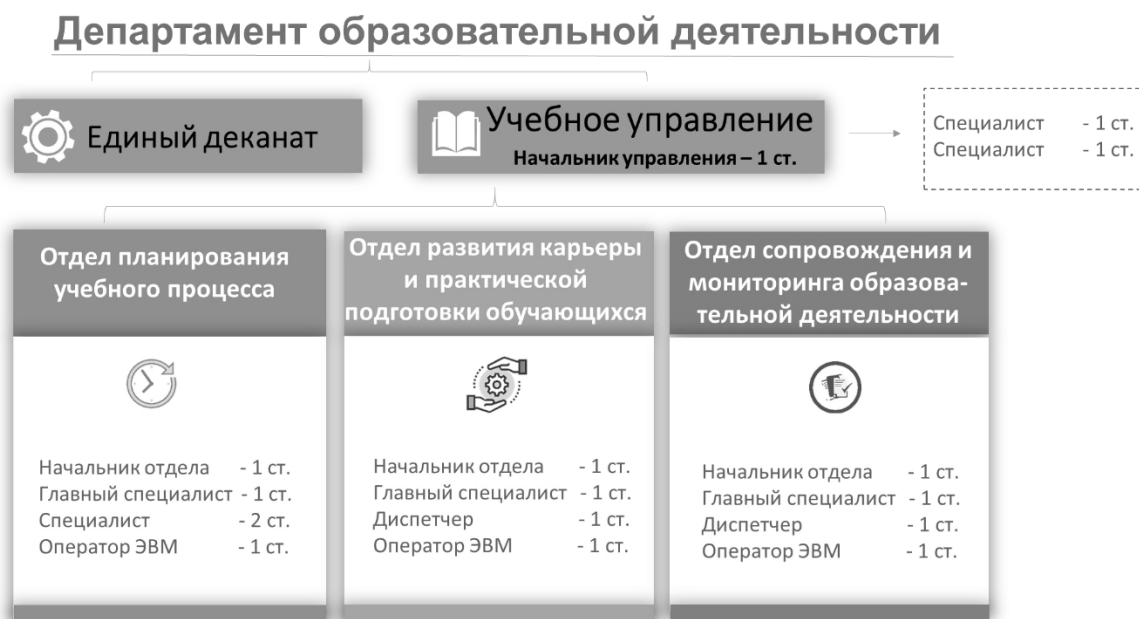 Департамент образовательной деятельности
Единый деканат
Учебное управление
Начальник управления – 1 ст.
Специалист - 1 ст.
Специалист - 1 ст.
Отдел планирования
учебного процесса
Начальник отдела - 1 ст.
Главный специалист - 1 ст.
Специалист - 2 ст.
Оператор ЭВМ - 1 ст.
Отдел развития карьеры
и практической
подготовки обучающихся
Начальник отдела - 1 ст.
Главный специалист - 1 ст.
Диспетчер - 1 ст.
Оператор ЭВМ - 1 ст.
Отдел сопровождения и
мониторинга образова-
тельной деятельности
Начальник отдела - 1 ст.
Главный специалист - 1 ст.
Диспетчер - 1 ст.
Оператор ЭВМ - 1 ст.